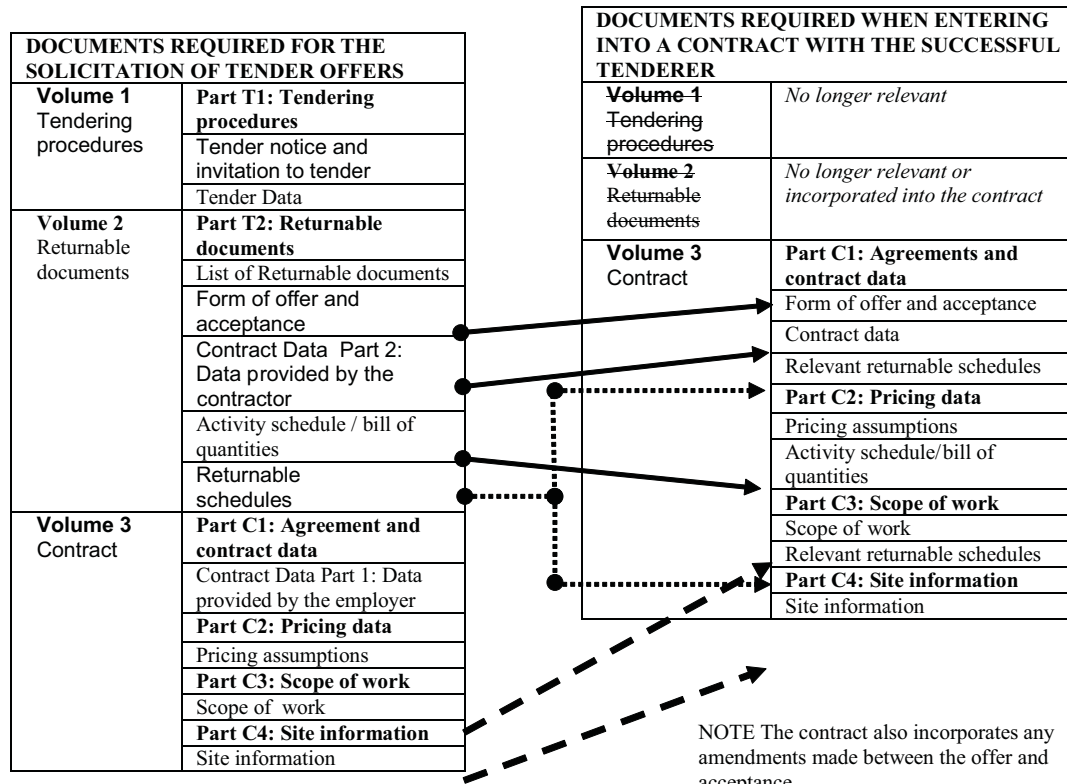 DOCUMENTS REQUIRED FOR THE
SOLICITATION OF TENDER OFFERS
Volume 1
Tendering
procedures
Part T1: Tendering
procedures
Tender notice and
invitation to tender
Tender Data
Volume 2
Returnable
documents
Part T2: Returnable
documents
List of Returnable documents
Form of offer and
acceptance
Contract Data Part 2:
Data provided by the
contractor
Activity schedule / bill of
quantities
Returnable
schedules
Volume 3
Contract
Part C1: Agreement and
contract data
Contract Data Part 1: Data
provided by the employer
Part C2: Pricing data
Pricing assumptions
Part C3: Scope of work
Scope of work
Part C4: Site information
Site information
DOCUMENTS REQUIRED WHEN ENTERING
INTO A CONTRACT WITH THE SUCCESSFUL
TENDERER
Volume 1
Tendering
procedures
No longer relevant
Volume 2
Returnable
documents
No longer relevant or
incorporated into the contract
Volume 3
Contract
Part C1: Agreements and
contract data
Form of offer and acceptance
Contract data
Relevant returnable schedules
Part C2: Pricing data
Pricing assumptions
Activity schedule/bill of
quantities
Part C3: Scope of work
Scope of work
Relevant returnable schedules
Part C4: Site information
Site information
NOTE The contract also incorporates any
amendments made between the offer and
acceptance